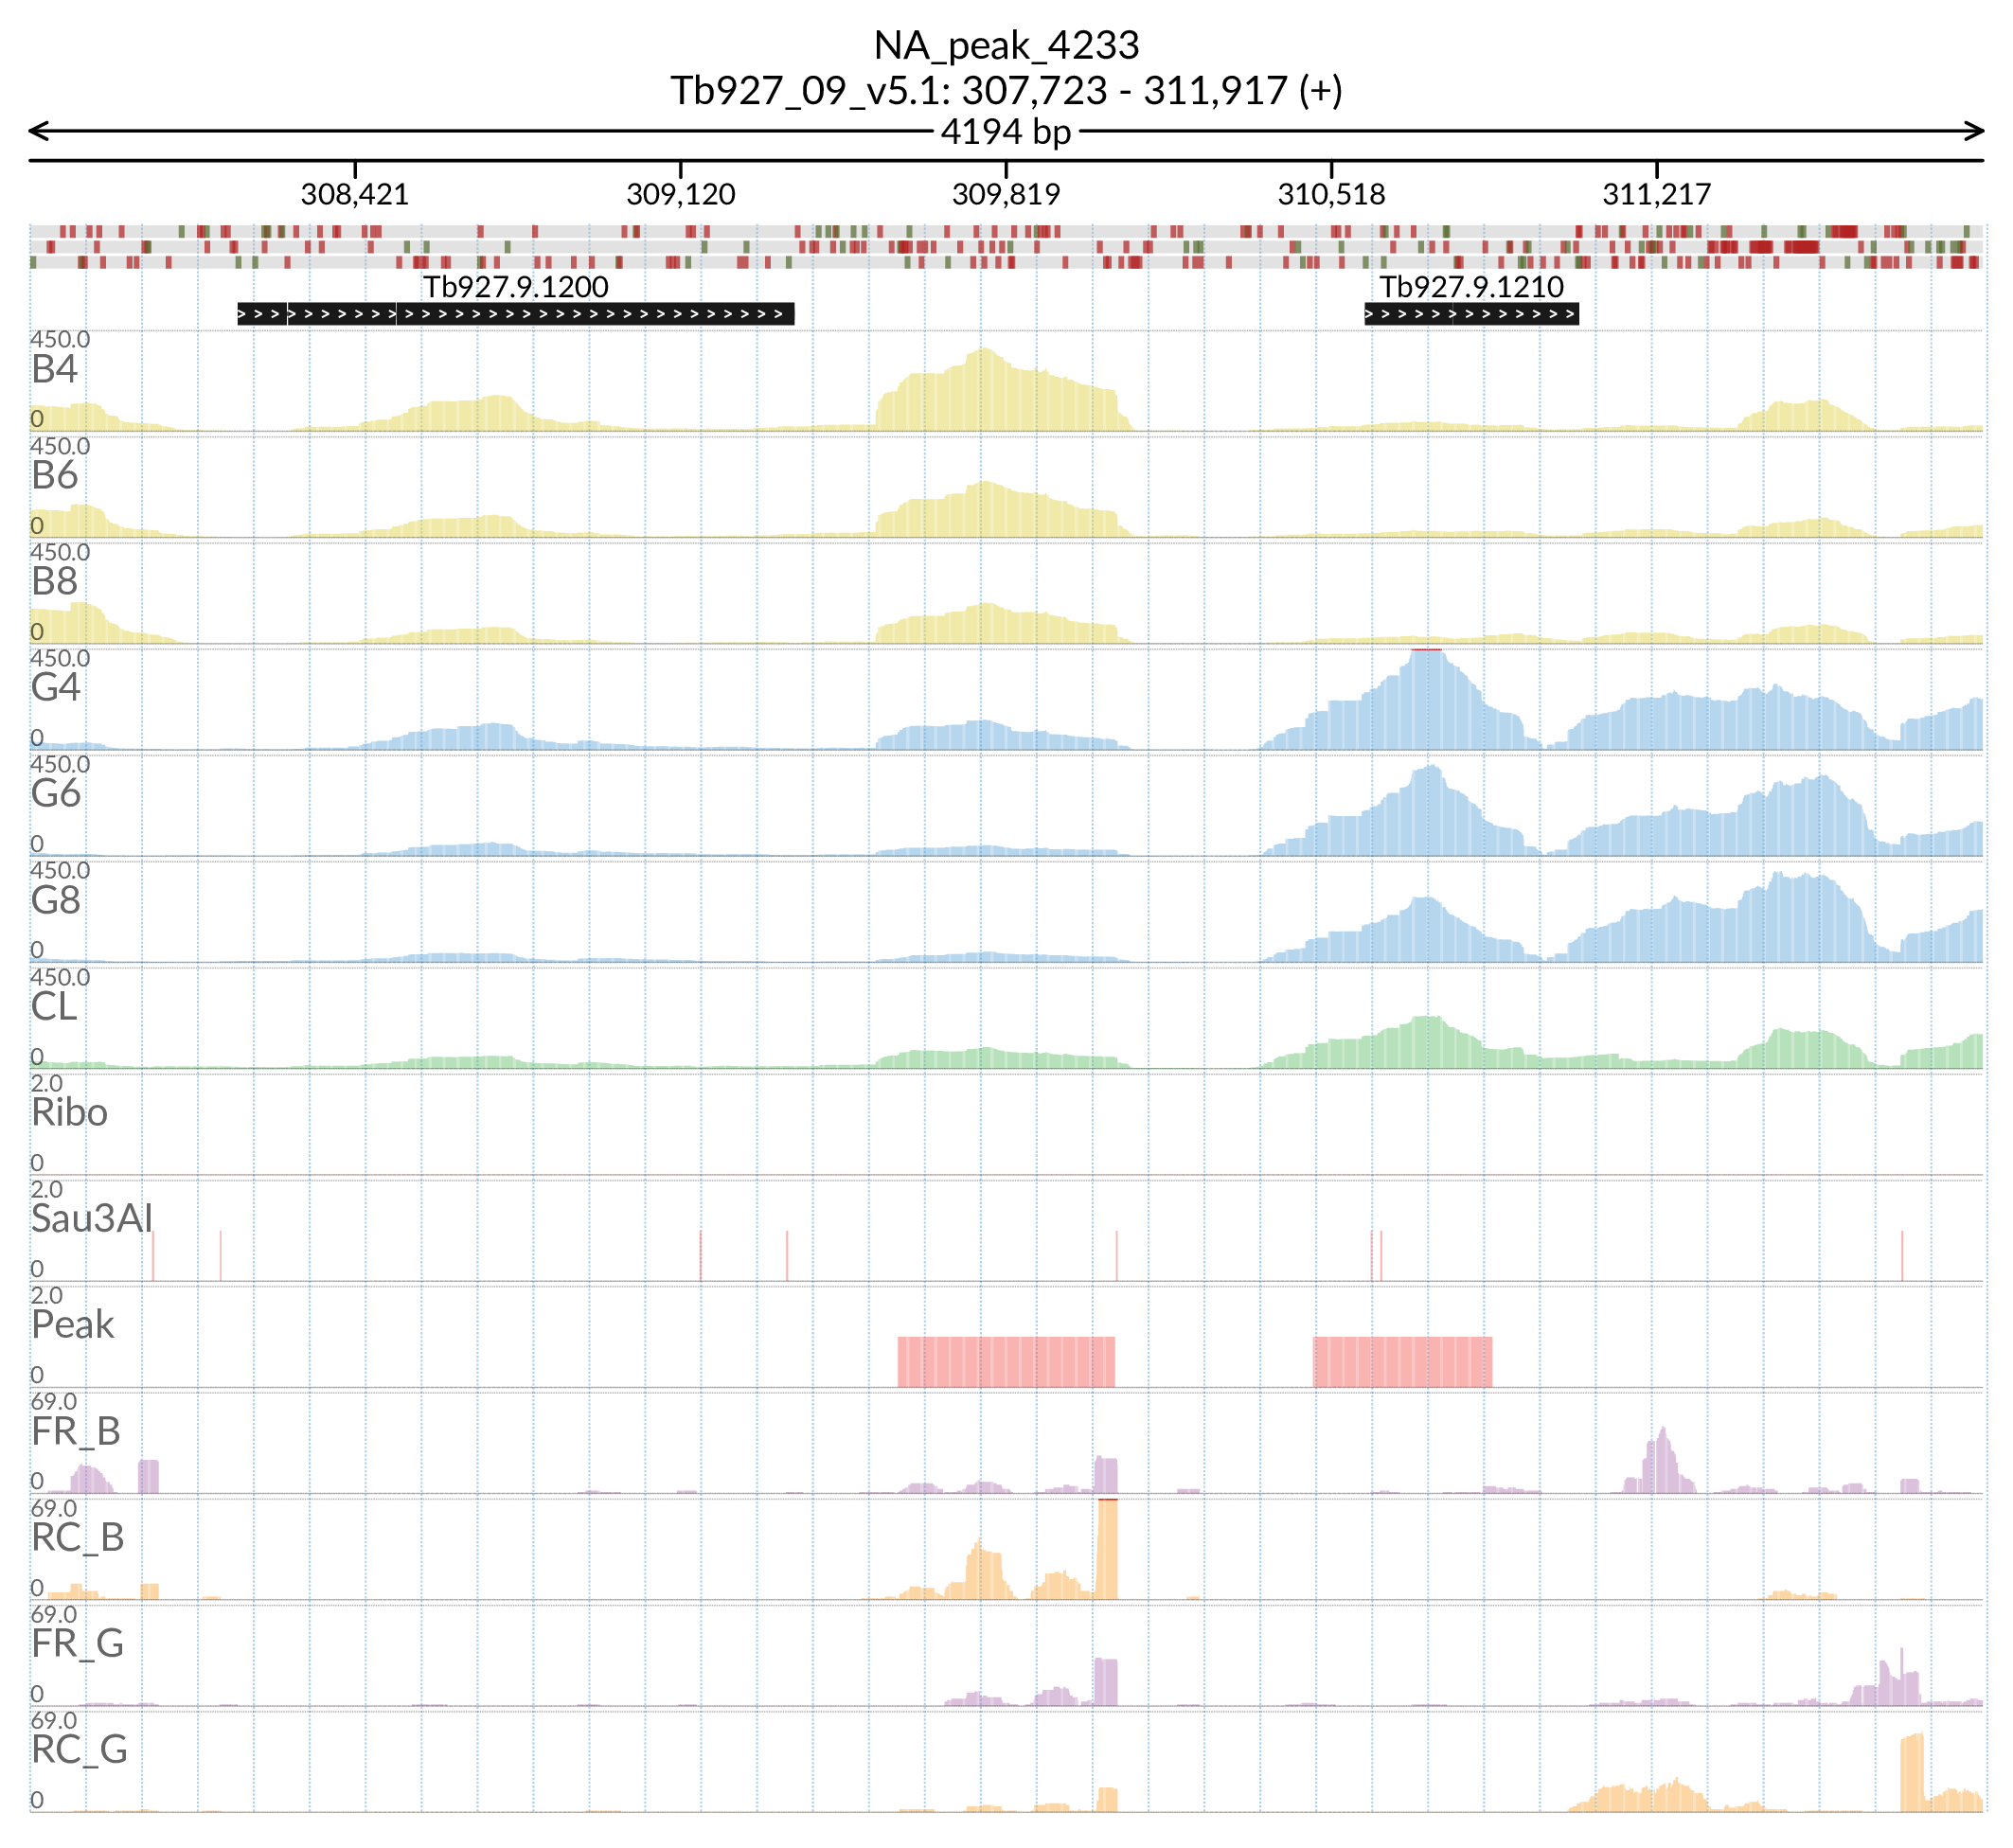 NA_peak_4233
Tb927_09_v5.1: 307,723 - 311,917 (+)
4194 bp
308,421 309,120 309,819 310,518 311,217
Tb927.9.1200 Tb927.9.1210
450.0
B4
0
450.0
B6
0
450.0
B8
0
450.0
G4
0
450.0
G6
0
450.0
G8
0
450.0
CL
0
2.0
Ribo
0
2.0
Sau3AI
0
2.0
Peak
0
69.0
FR_B
0
69.0
RC_B
0
69.0
FR_G
0
69.0
RC_G
0